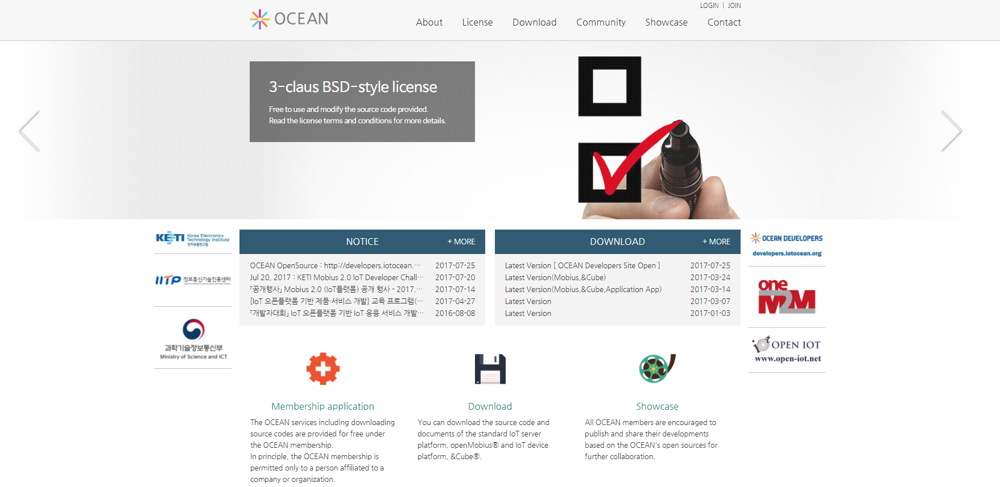 LOGIN | JOIN
OCEAN
About License Download Community Showcase Contact
3-claus BSD-style license
Free to use and modify the source code provided.
Read the license terms and conditions for more details.
KETI Korea Electronics Technology Institute
전자부품연구원
IITP 정보통신기술진흥센터
과학기술정보통신부
Ministry of Science and ICT
NOTICE + MORE
OCEAN OpenSource : http://developers.iotocean.··· 2017-07-25
Jul 20, 2017 : KETI Mobius 2.0 IoT Developer Chall··· 2017-07-20
『공개행사』 Mobius 2.0 (IoT플랫폼) 공개 행사 - 2017.··· 2017-07-14
[IoT 오픈플랫폼 기반 제품·서비스 개발] 교육 프로그램(··· 2017-04-27
『개발자대회』 IoT 오픈플랫폼 기반 IoT 응용 서비스 개발··· 2016-08-08
DOWNLOAD + MORE
Latest Version [ OCEAN Developers Site Open ] 2017-07-25
Latest Version(Mobius,&Cube) 2017-03-24
Latest Version(Mobius,&Cube,Application App) 2017-03-14
Latest Version 2017-03-07
Latest Version 2017-01-03
OCEAN DEVELOPERS
developers.iotocean.org
one
M2M
iot OPEN IOT
www.open-iot.net
Membership application
The OCEAN services including downloading
source codes are provided for free under
the OCEAN membership.
In principle, the OCEAN membership is
permitted only to a person affiliated to a
company or organization.
Download
You can download the source code and
documents of the standard IoT server
platform, openMobius® and IoT device
platform, &Cube®.
Showcase
All OCEAN members are encouraged to
publish and share their developments
based on the OCEAN's open sources for
further collaboration.